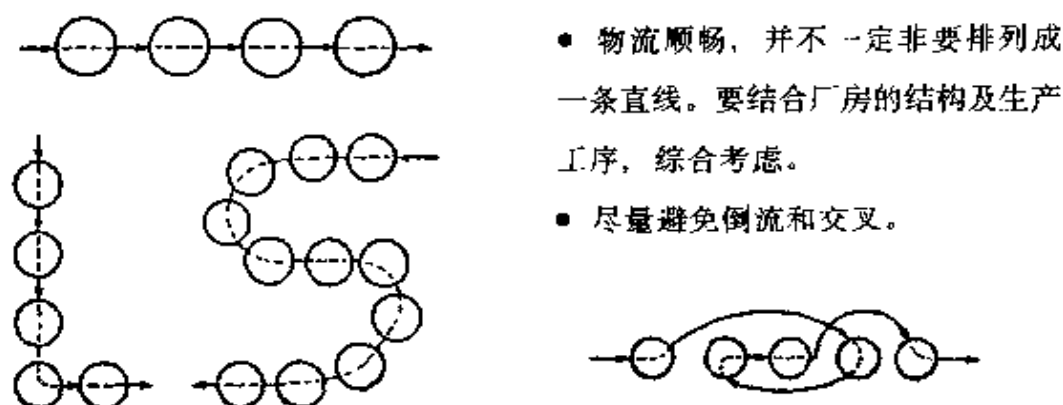 ● 物流顺畅，并不一定非要排列成
一条直线。要结合厂房的结构及生产
工序，综合考虑。
● 尽量避免倒流和交叉。